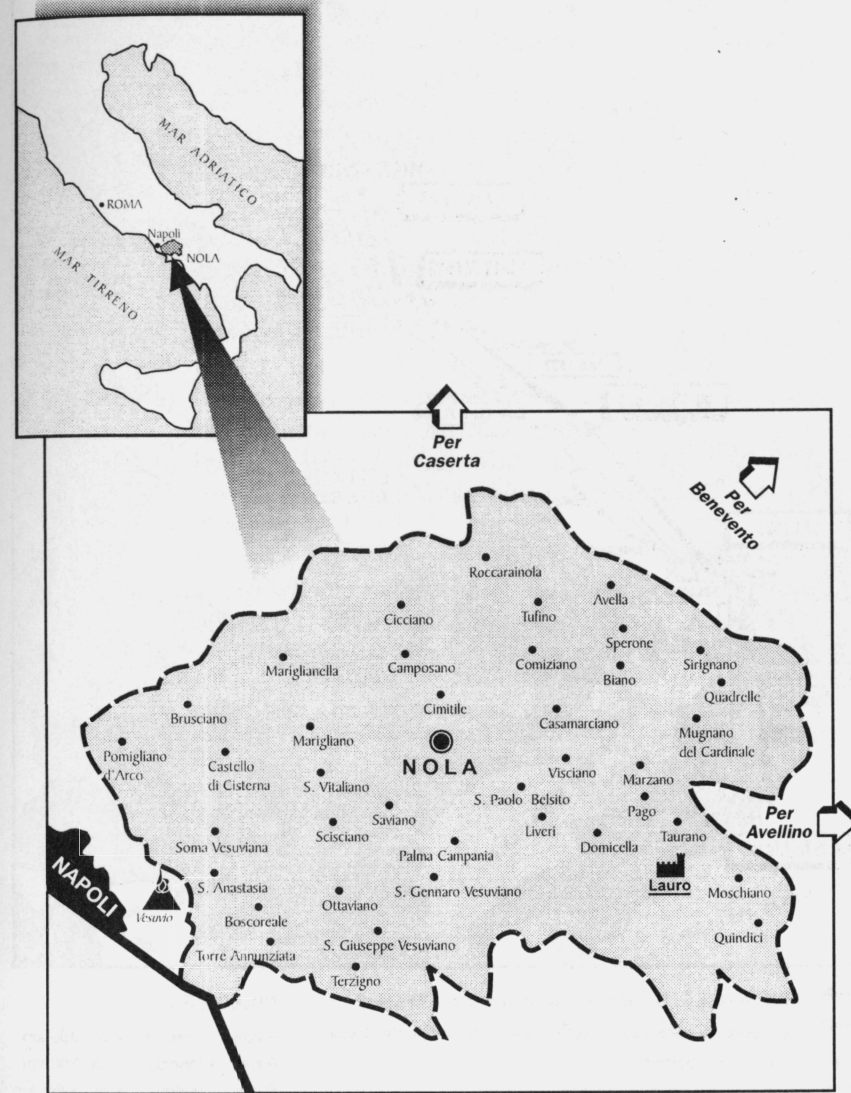 MAR ADRIATICO
ROMA
Napoli
NOLA
MAR TIRRENO
Per
Caserta
Per
Benevento
Roccarainola
Avella
Cicciano
Tufino
Sperone
Mariglianella
Camposano
Comiziano
Biano
Sirignano
Quadrelle
Brusciano
Cimitile
Casamarciano
Mugnano
del Cardinale
Pomigliano
d'Arco
Castello
di Cisterna
Marigliano
NOLA
Visciano
Marzano
S. Vitaliano
S. Paolo Belsito
Pago
Per
Avellino
Saviano
Scisciano
Liveri
Domicella
Taurano
Soma Vesuviana
Palma Campania
NAPOLI
Vesuvio
S. Anastasia
Ottaviano
S. Gennaro Vesuviano
Lauro
Moschiano
Boscoreale
Quindici
Torre Annunziata
S. Giuseppe Vesuviano
Terzigno